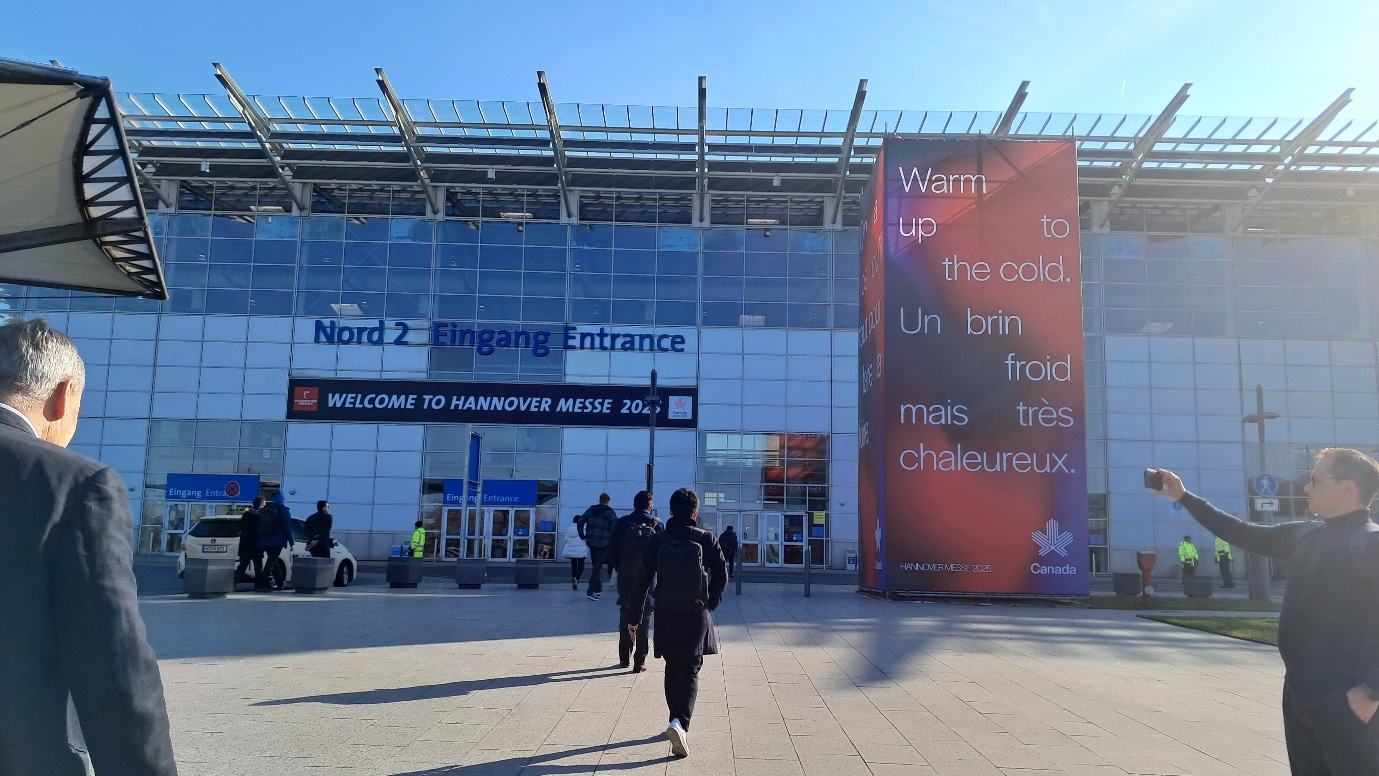 Nord 2 Eingang Entrance
WELCOME TO HANNOVER MESSE 2025
Eingang Entrance
Eingang Entrance
Warm
up to
the cold.
Un brin
froid
mais très
chaleureux.
HANNOVER MESSE 2025
Canada